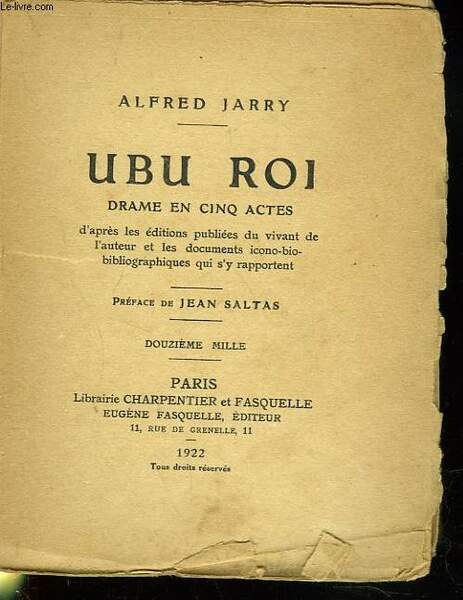 Le-livre.com
ALFRED JARRY
UBU ROI
DRAME EN CINQ ACTES
d'après les éditions publiées du vivant de
l'auteur et les documents icono-bio-
bibliographiques qui s'y rapportent
PRÉFACE DE JEAN SALTAS
DOUZIÈME MILLE
PARIS
Librairie CHARPENTIER et FASQUELLE
EUGÈNE FASQUELLE, ÉDITEUR
11, RUE DE GRENELLE, 11
1922
Tous droits réservés